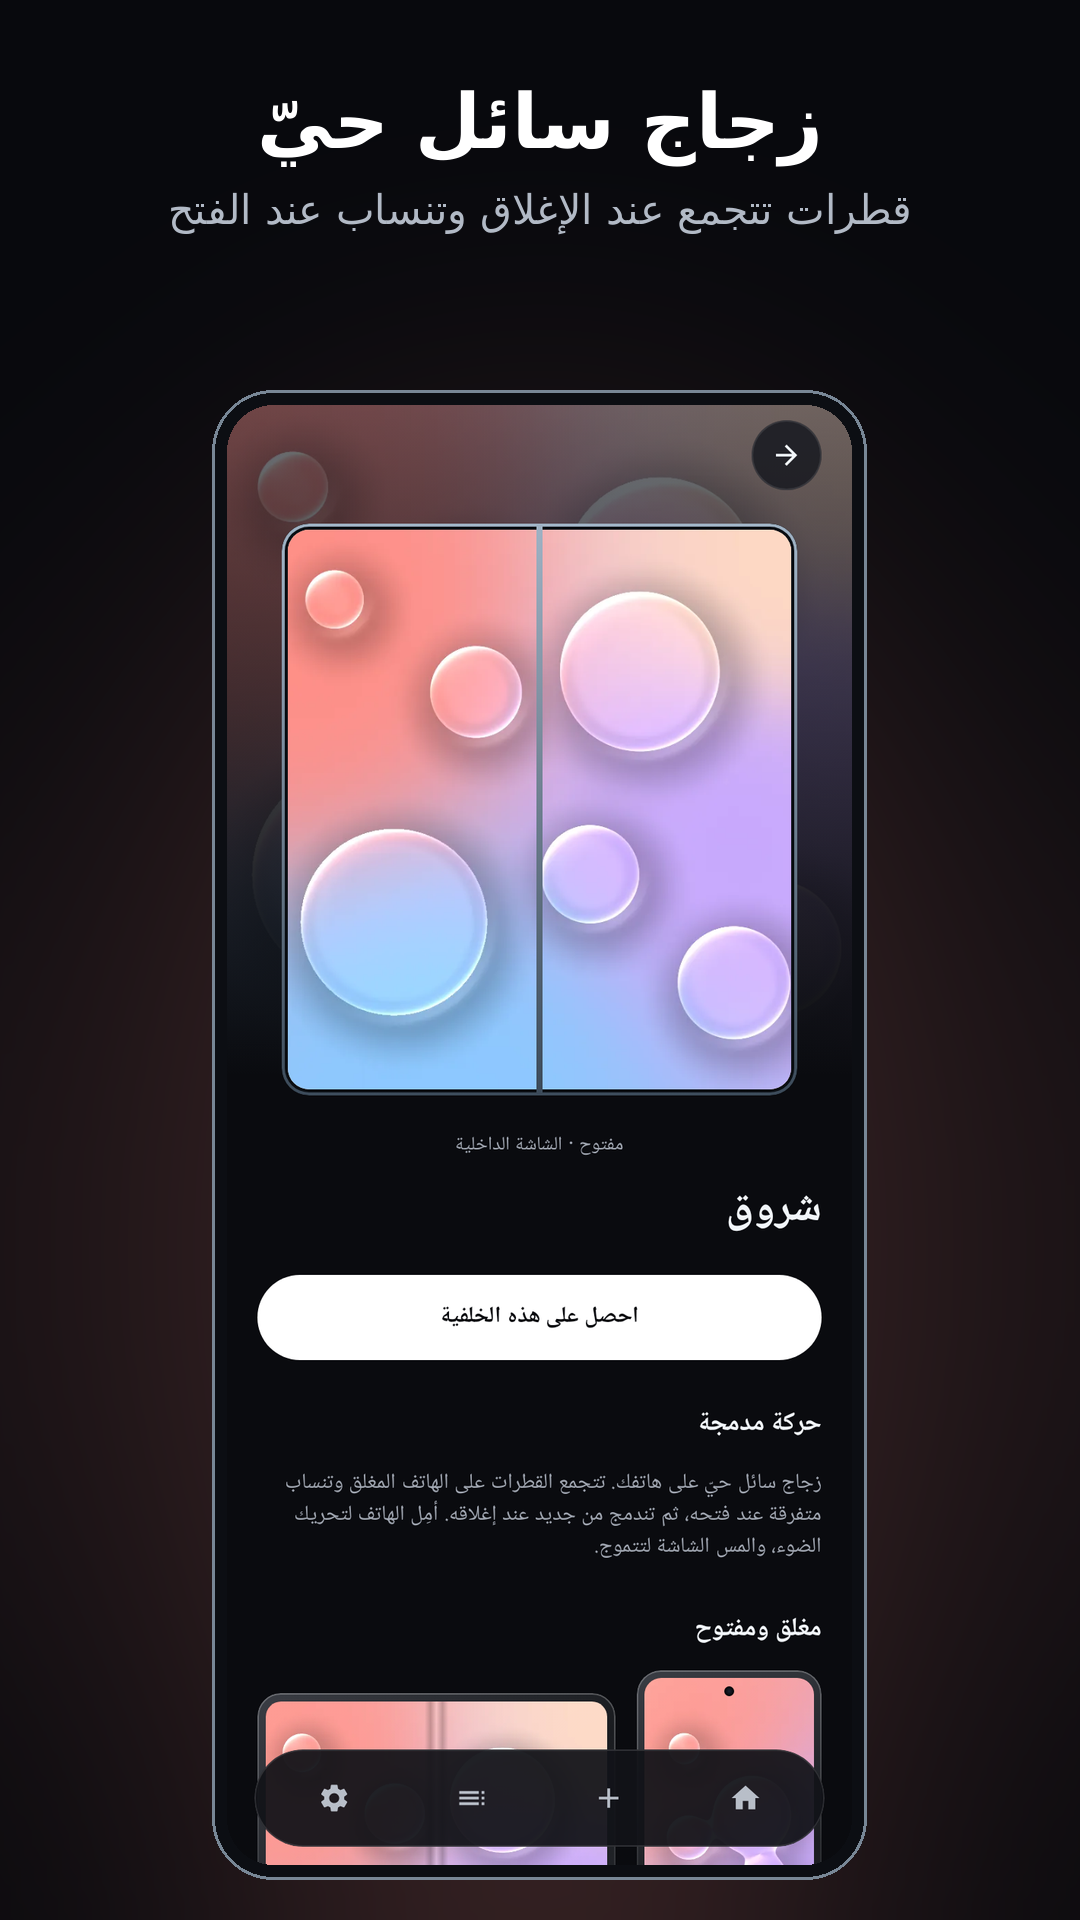 زجاج سائل حيّ
قطرات تتجمع عند الإغلاق وتنساب عند الفتح
مفتوح · الشاشة الداخلية
شروق
احصل على هذه الخلفية
حركة مدمجة
زجاج سائل حيّ على هاتفك. تتجمع القطرات على الهاتف المغلق وتنساب
متفرقة عند فتحه، ثم تندمج من جديد عند إغلاقه. أمِل الهاتف لتحريك
الضوء، والمس الشاشة لتتموج.
مغلق ومفتوح